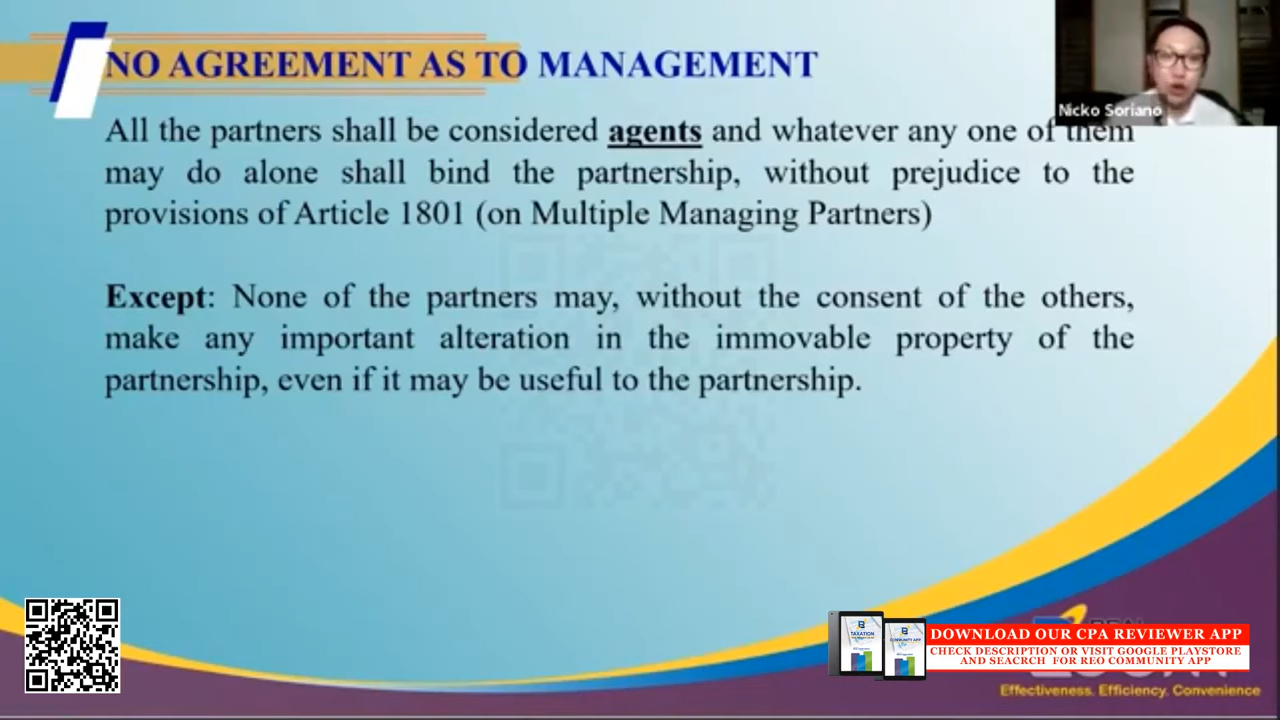 NO AGREEMENT AS TO MANAGEMENT
Nicko Soriano
All the partners shall be considered agents and whatever any one of them
may do alone shall bind the partnership, without prejudice to the
provisions of Article 1801 (on Multiple Managing Partners)
Except: None of the partners may, without the consent of the others,
make any important alteration in the immovable property of the
partnership, even if it may be useful to the partnership.
TAXATION
COMMUNITY APP
DOWNLOAD OUR CPA REVIEWER APP
CHECK DESCRIPTION OR VISIT GOOGLE PLAYSTORE
AND SEACRCH FOR REO COMMUNITY APP
Effectiveness. Efficiency. Convenience